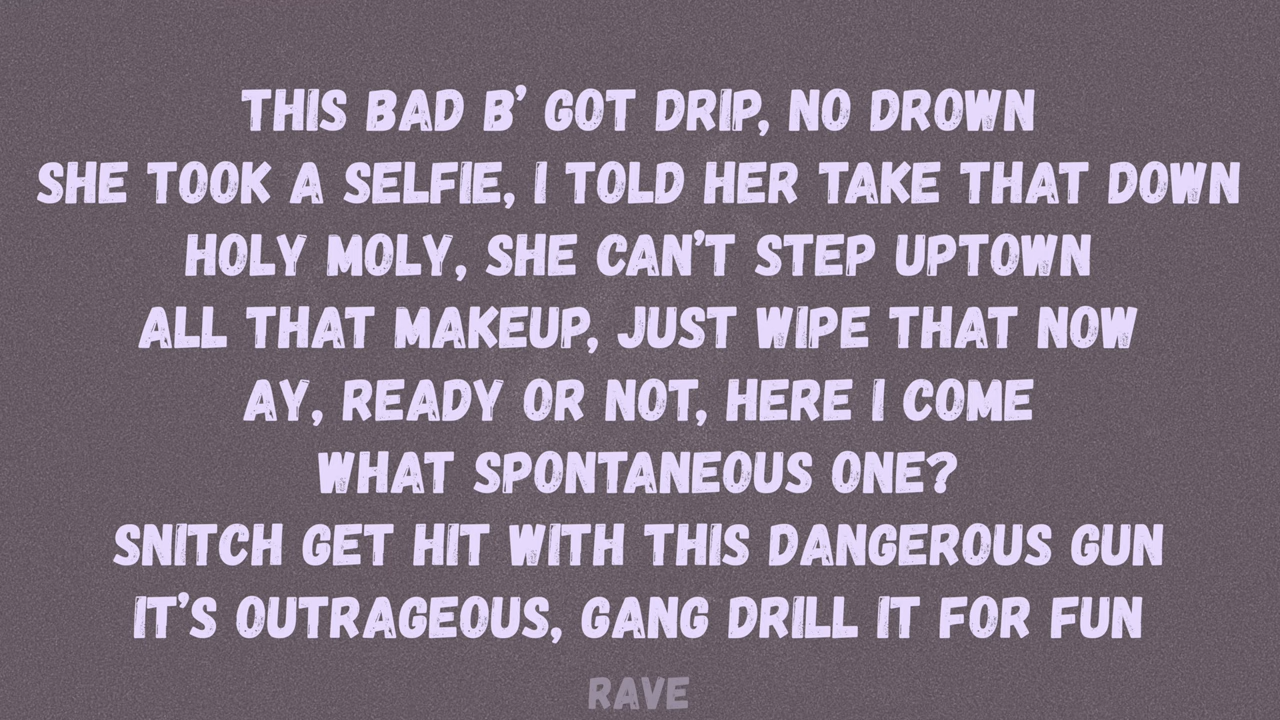 THIS BAD B' GOT DRIP, NO DROWN
SHE TOOK A SELFIE, I TOLD HER TAKE THAT DOWN
HOLY MOLY, SHE CAN'T STEP UPTOWN
ALL THAT MAKEUP, JUST WIPE THAT NOW
AY, READY OR NOT, HERE I COME
WHAT SPONTANEOUS ONE?
SNITCH GET HIT WITH THIS DANGEROUS GUN
IT'S OUTRAGEOUS, GANG DRILL IT FOR FUN
RAVE